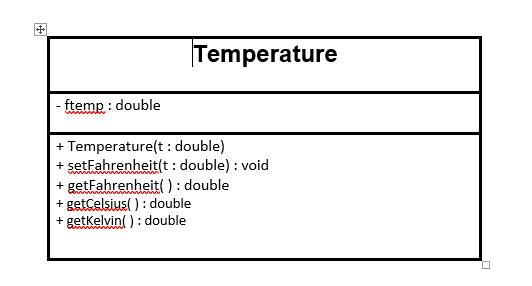 Temperature
- ftemp : double
+ Temperature(t : double)
+ setFahrenheit(t : double) : void
+ getFahrenheit( ) : double
+ getCelsius( ) : double
+ getKelvin( ) : double